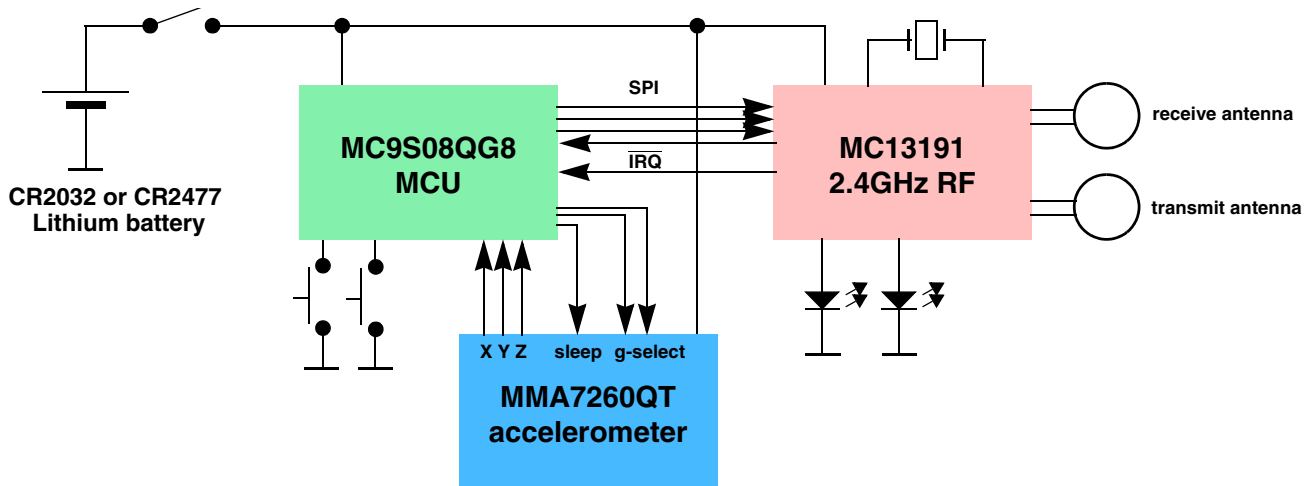 SPI
MC9S08QG8
MCU
IRQ
MC13191
2.4GHz RF
receive antenna
transmit antenna
CR2032 or CR2477
Lithium battery
X Y Z sleep g-select
MMA7260QT
accelerometer